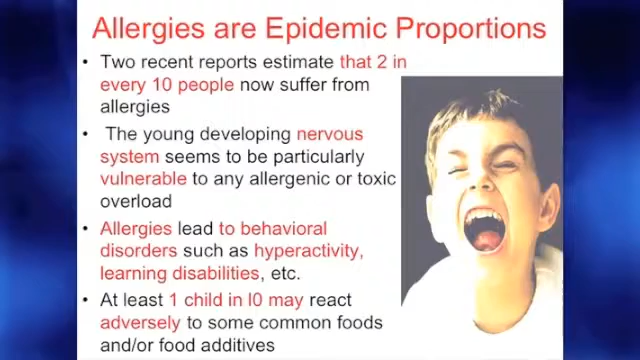 Allergies are Epidemic Proportions
• Two recent reports estimate that 2 in
every 10 people now suffer from
allergies
• The young developing nervous
system seems to be particularly
vulnerable to any allergenic or toxic
overload
• Allergies lead to behavioral
disorders such as hyperactivity,
learning disabilities, etc.
• At least 1 child in l0 may react
adversely to some common foods
and/or food additives